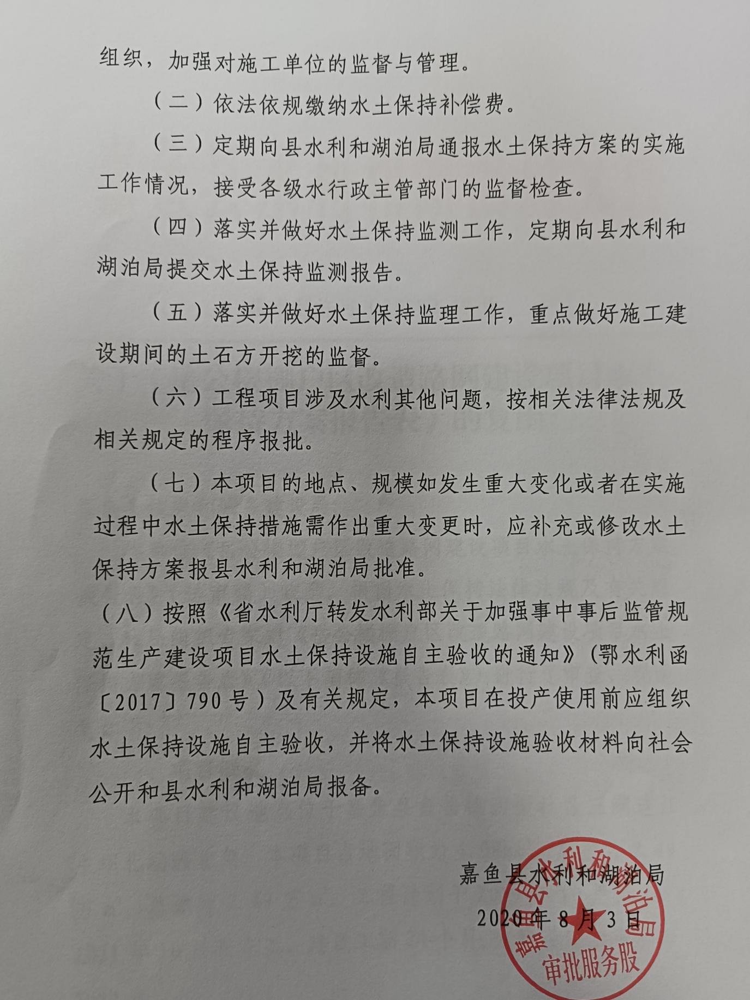 组织，加强对施工单位的监督与管理。
（二）依法依规缴纳水土保持补偿费。
（三）定期向县水利和湖泊局通报水土保持方案的实施
工作情况，接受各级水行政主管部门的监督检查。
（四）落实并做好水土保持监测工作，定期向县水利和
湖泊局提交水土保持监测报告。
（五）落实并做好水土保持监理工作，重点做好施工建
设期间的土石方开挖的监督。
（六）工程项目涉及水利其他问题，按相关法律法规及
相关规定的程序报批。
（七）本项目的地点、规模如发生重大变化或者在实施
过程中水土保持措施需作出重大变更时，应补充或修改水土
保持方案报县水利和湖泊局批准。
（八）按照《省水利厅转发水利部关于加强事中事后监管规
范生产建设项目水土保持设施自主验收的通知》(鄂水利函
〔2017〕790号）及有关规定，本项目在投产使用前应组织
水土保持设施自主验收，并将水土保持设施验收材料向社会
公开和县水利和湖泊局报备。
嘉鱼县水利和湖泊局
2020年8月3日
嘉鱼县水利和湖泊局
审批服务股